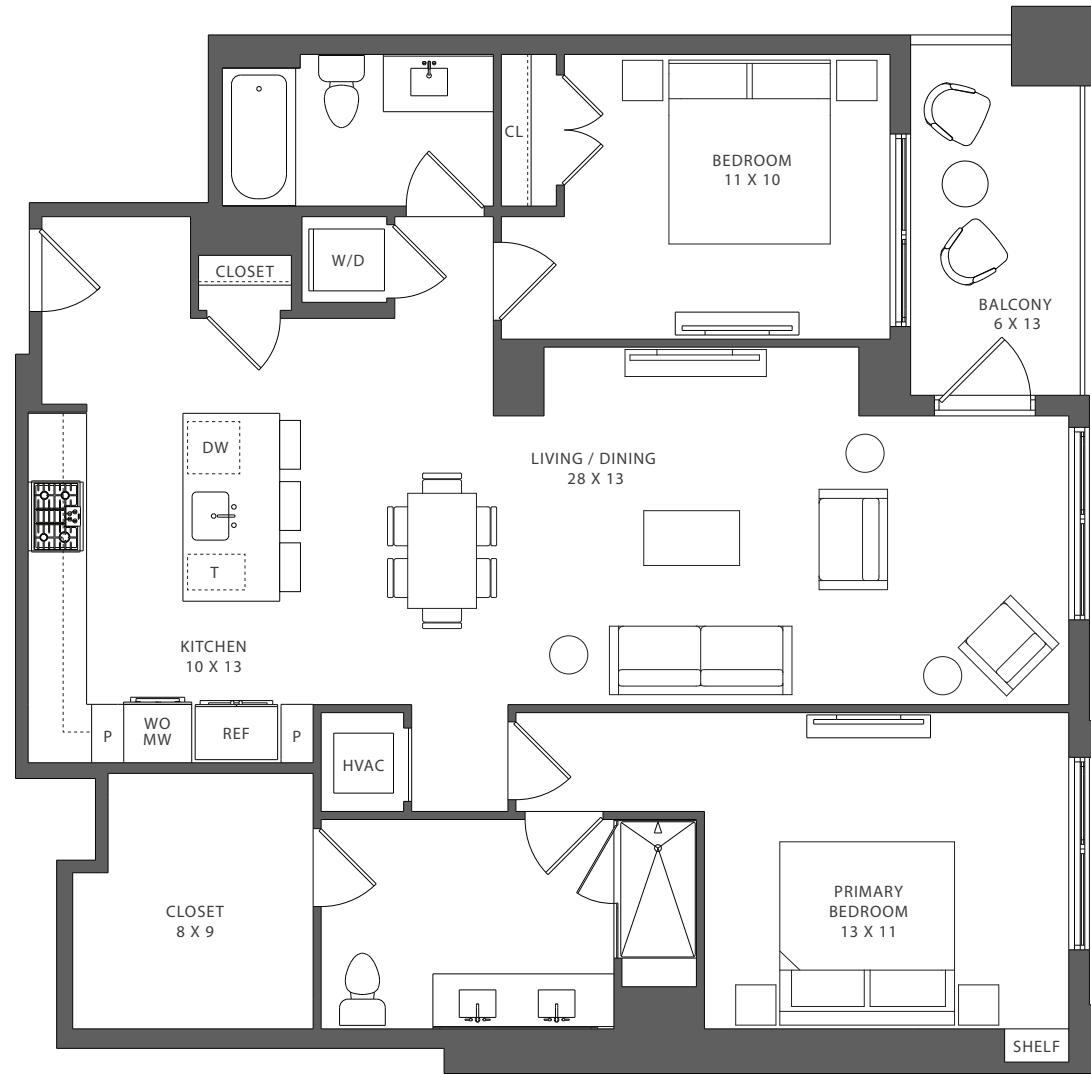 CL
BEDROOM
11 X 10
W/D
CLOSET
BALCONY
6 X 13
DW
LIVING / DINING
28 X 13
T
KITCHEN
10 X 13
P
WO
MW
REF
P
HVAC
CLOSET
8 X 9
PRIMARY
BEDROOM
13 X 11
SHELF